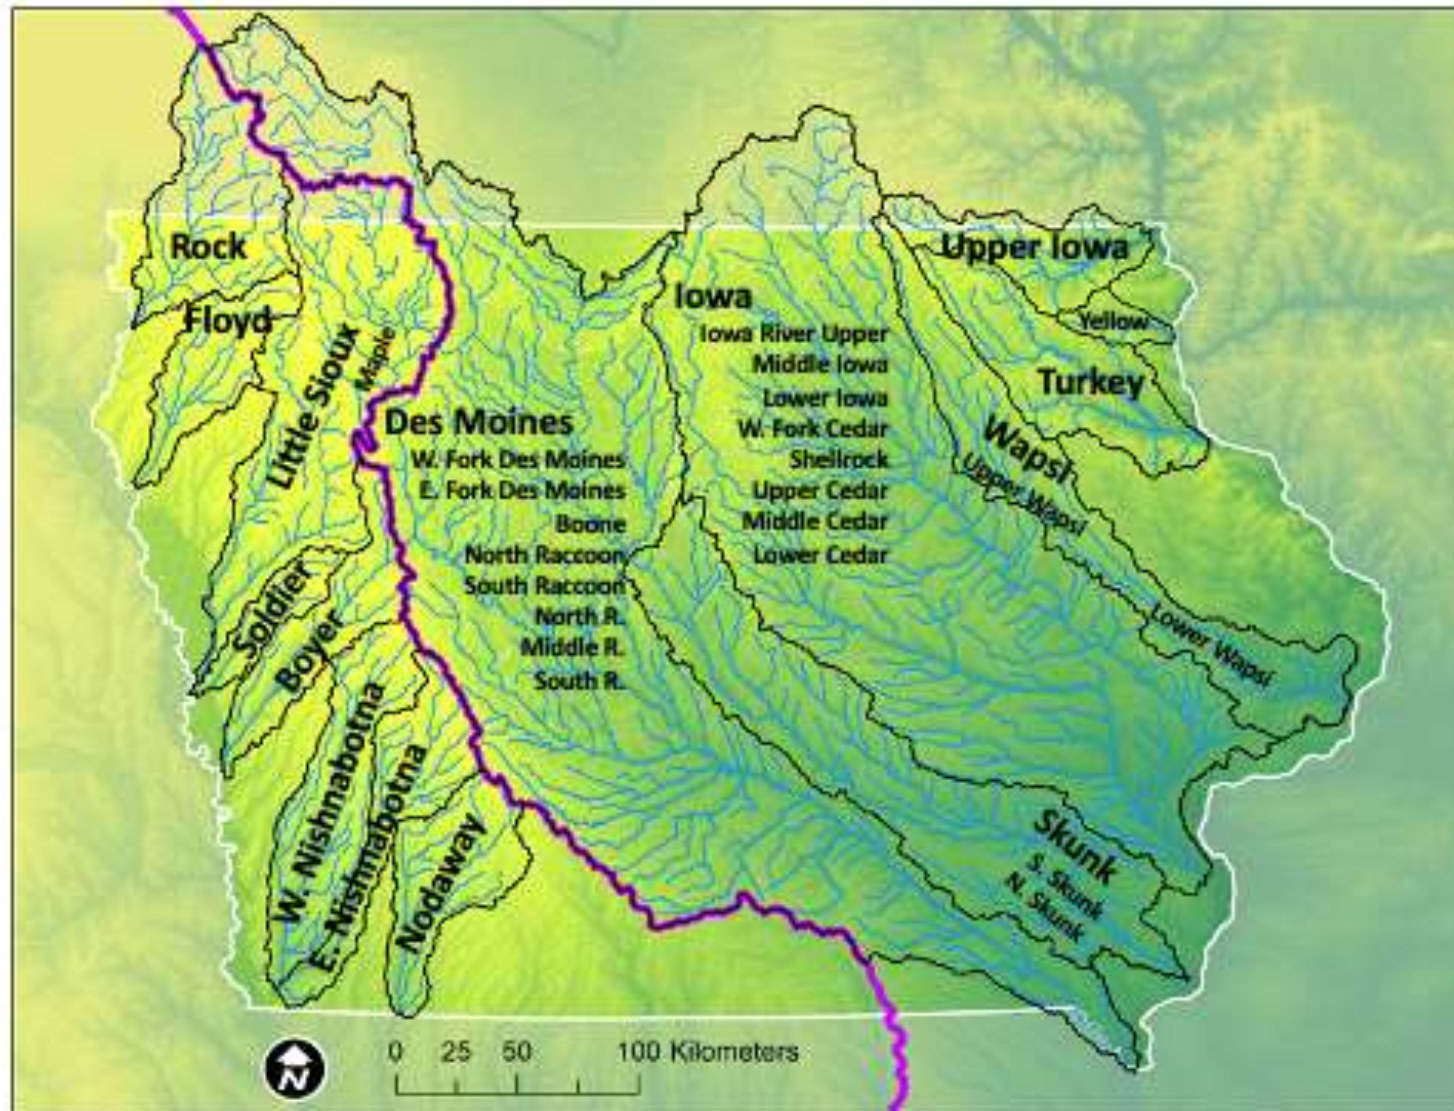 Rock
Upper Iowa
Floyd
Iowa
Yellow
Iowa River Upper
Middle Iowa
Lower Iowa
W. Fork Cedar
Shellrock
Upper Cedar
Middle Cedar
Lower Cedar
Little Sioux
Maple
Turkey
Des Moines
W. Fork Des Moines
E. Fork Des Moines
Boone
North Raccoon
South Raccoon
North R.
Middle R.
South R.
Wapsi
Upper Wapsi
Lower Wapsi
Soldier
Boyer
W. Nishnabotna
E. Nishnabotna
Nodaway
Skunk
S. Skunk
N. Skunk
N
0 25 50 100 Kilometers